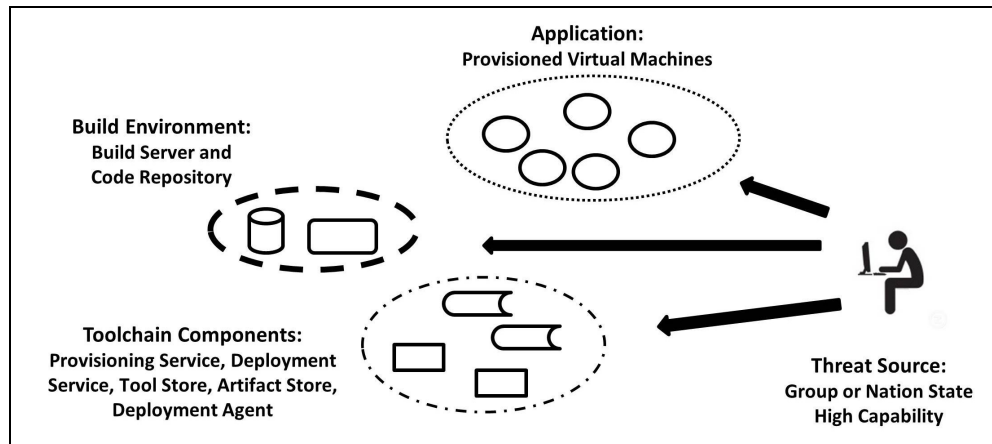 Application:
Provisioned Virtual Machines
Build Environment:
Build Server and
Code Repository
Toolchain Components:
Provisioning Service, Deployment
Service, Tool Store, Artifact Store,
Deployment Agent
Threat Source:
Group or Nation State
High Capability